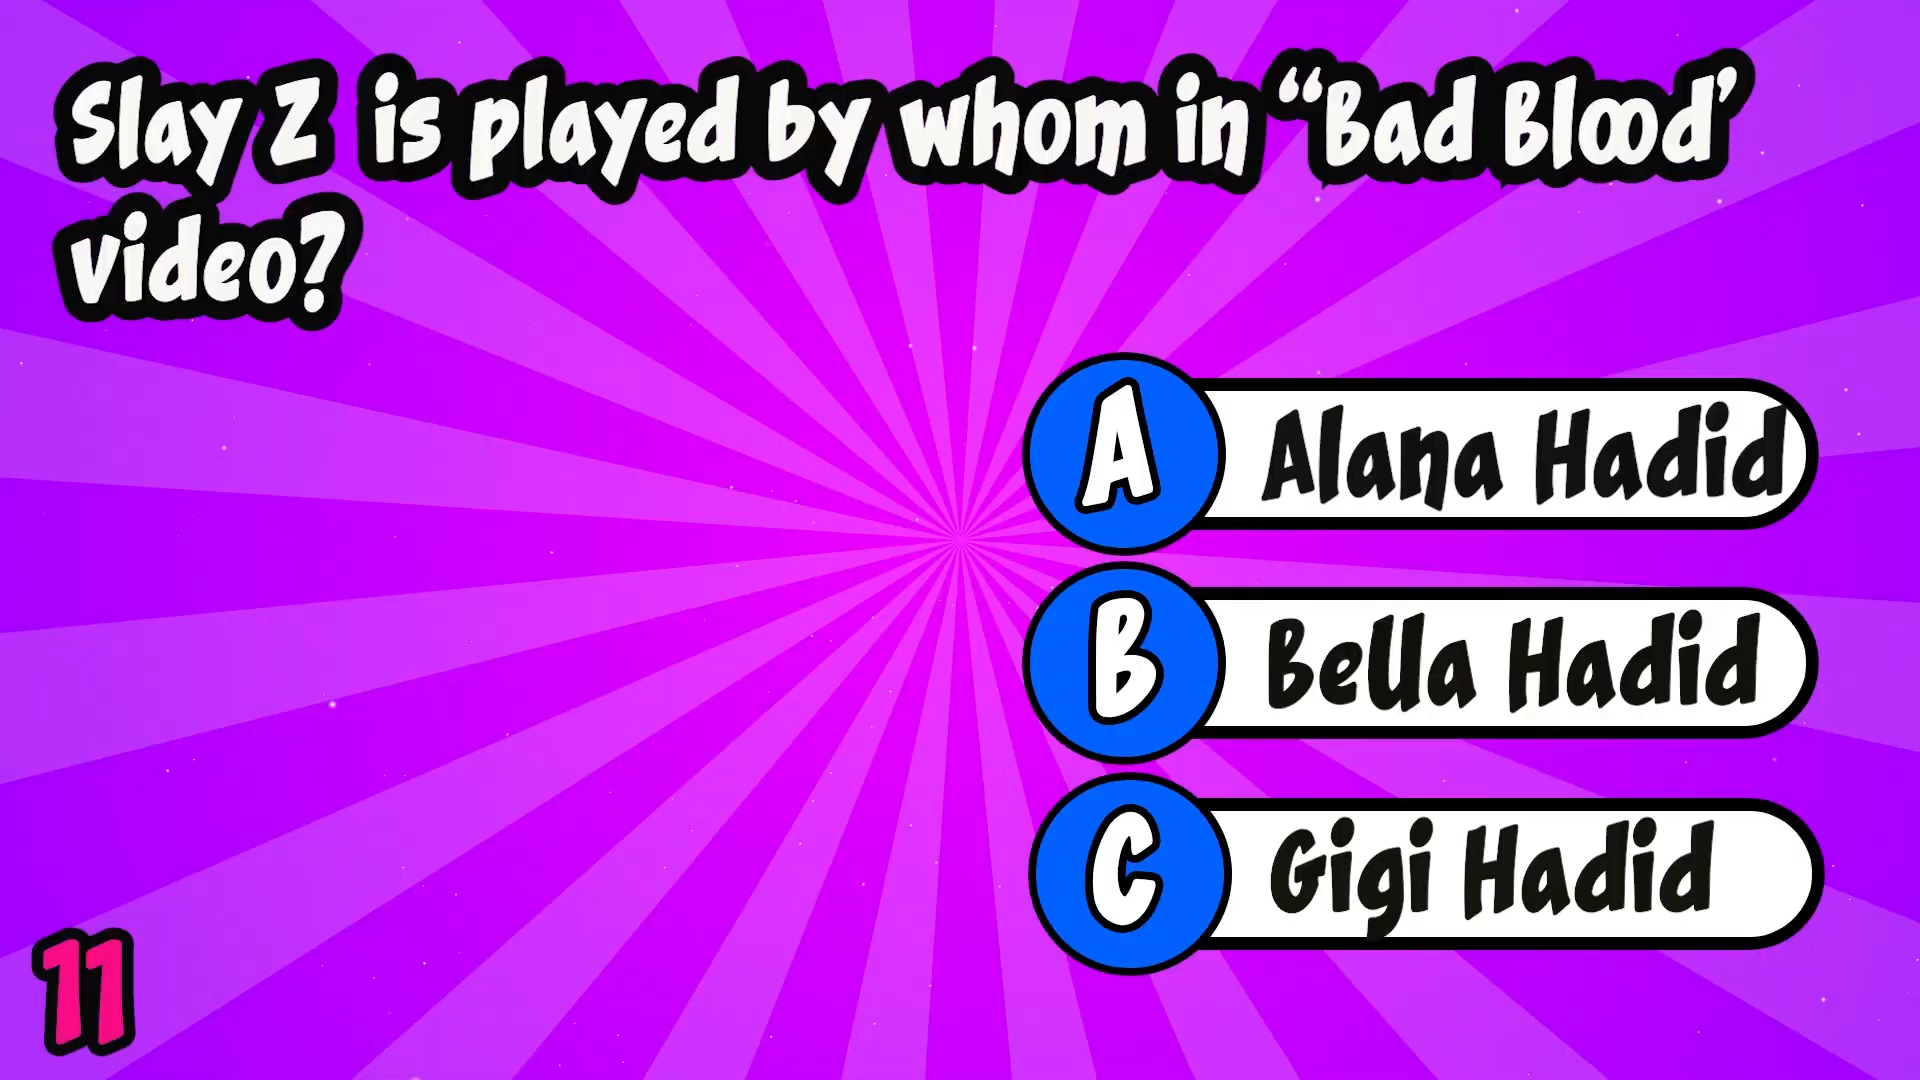 Slay Z is played by whom in “Bad Blood’
video?
A Alana Hadid
B Bella Hadid
C Gigi Hadid
11